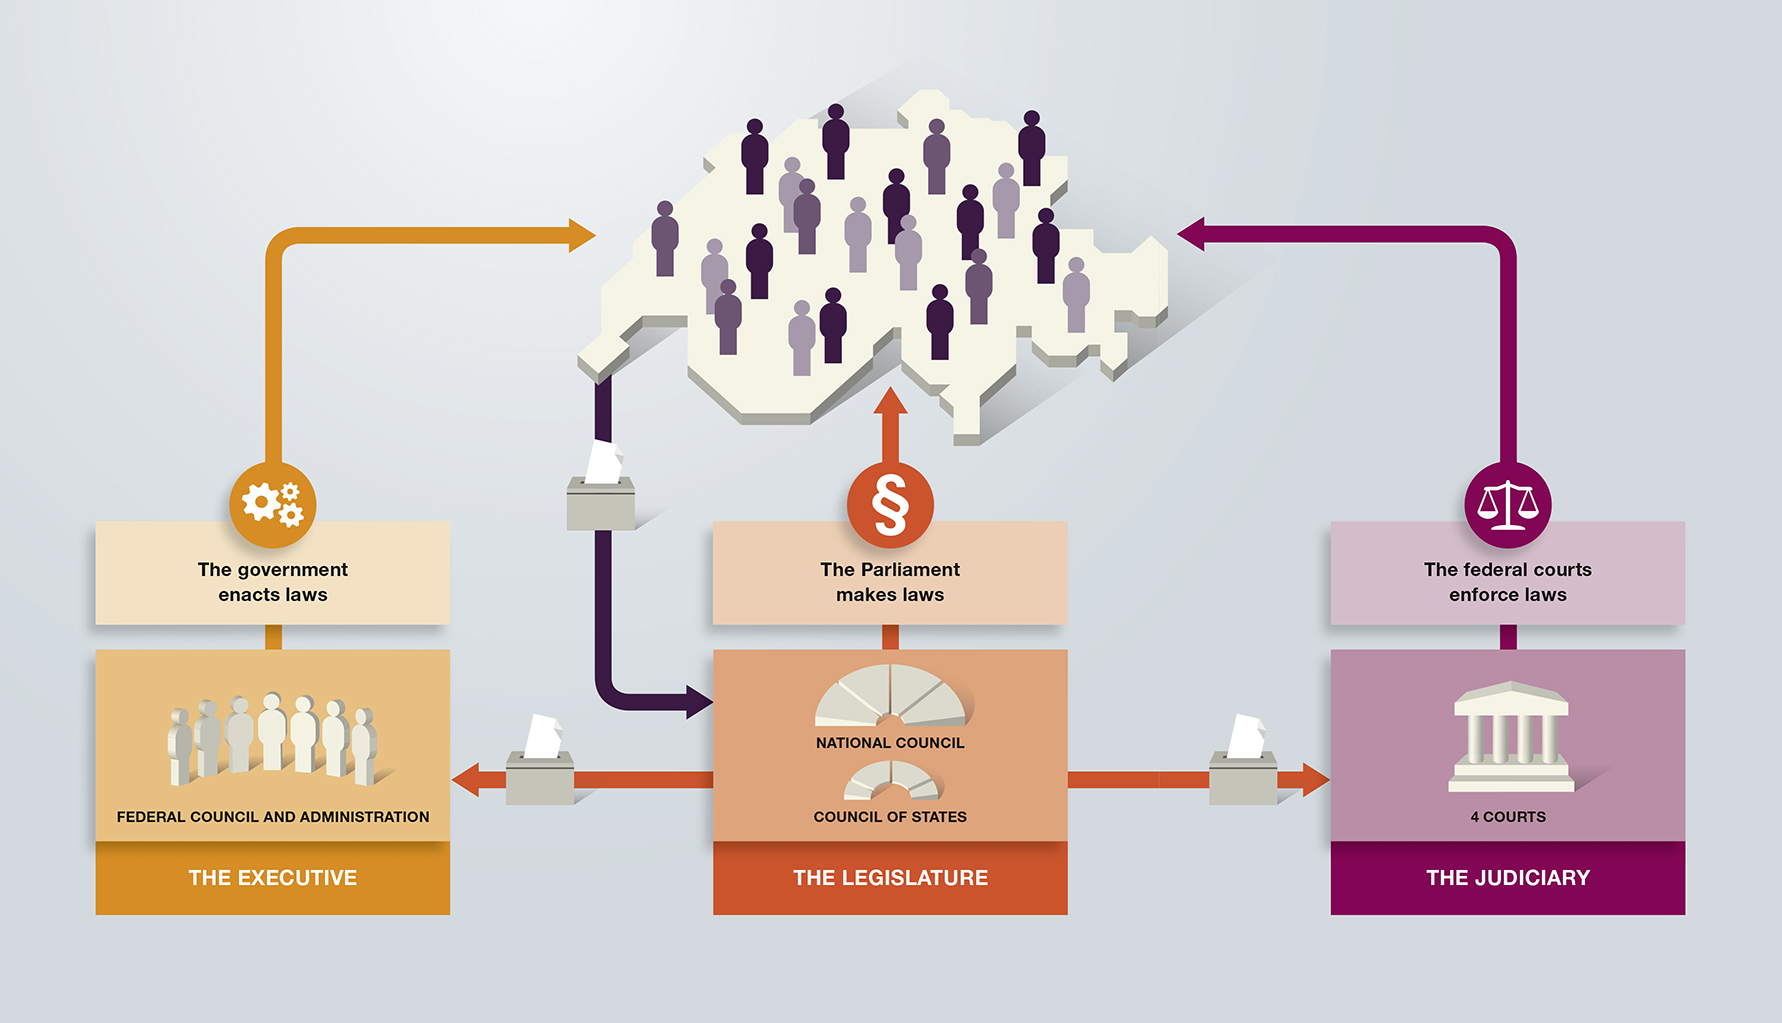 The government
enacts laws
§
The Parliament
makes laws
The federal courts
enforce laws
FEDERAL COUNCIL AND ADMINISTRATION
NATIONAL COUNCIL
COUNCIL OF STATES
4 COURTS
THE EXECUTIVE
THE LEGISLATURE
THE JUDICIARY